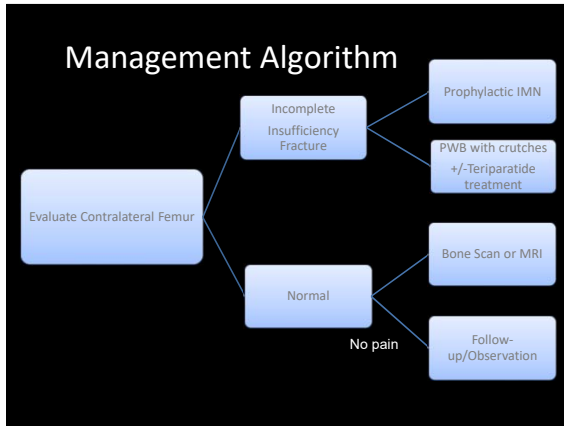 Management Algorithm
Prophylactic IMN
Incomplete
Insufficiency
Fracture
PWB with crutches
+/-Teriparatide
treatment
Evaluate Contralateral Femur
Bone Scan or MRI
Normal
No pain
Follow-
up/Observation